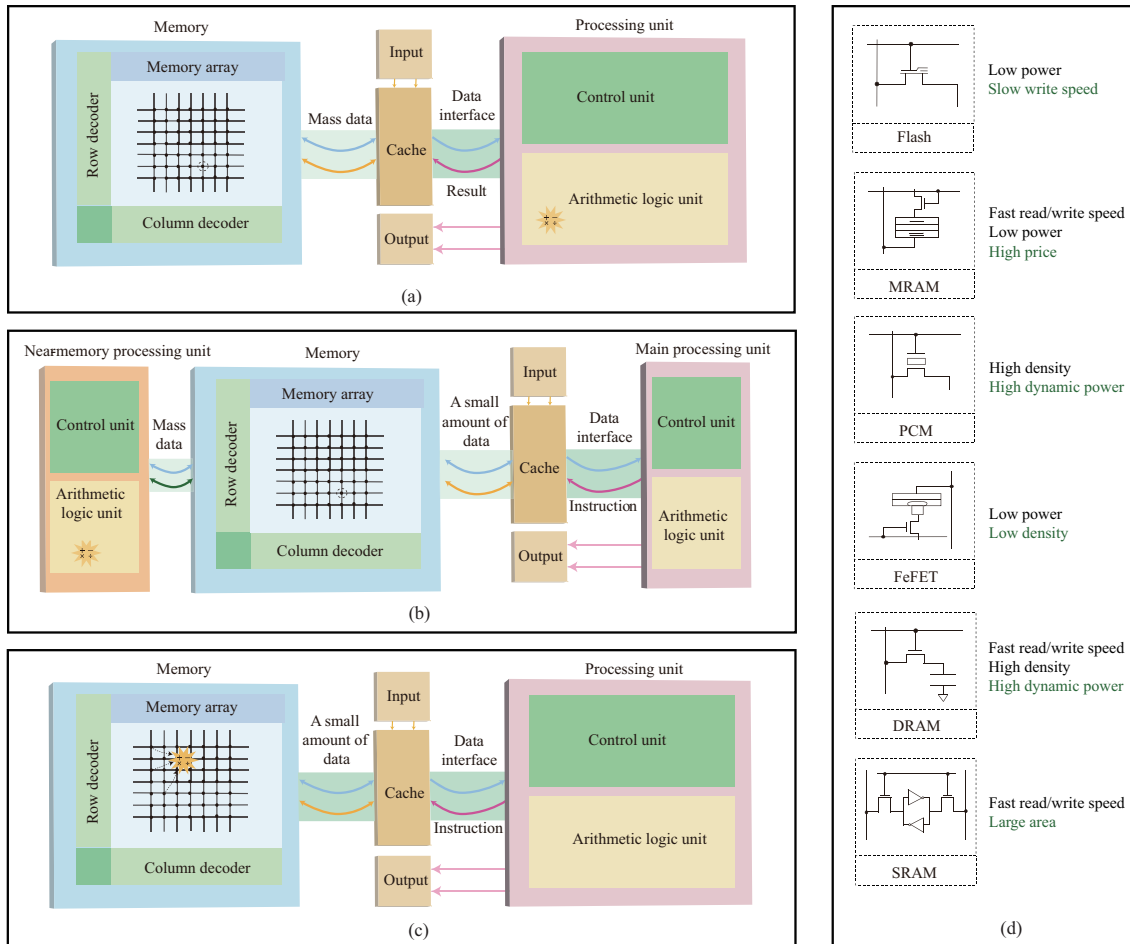 Memory
Processing unit
Row decoder
Memory array
Column decoder
Mass data
Input
Cache
Output
Data
interface
Result
Control unit
Arithmetic logic unit
(a)
Near-memory processing unit
Memory
Main processing unit
Control unit
Arithmetic
logic unit
Mass
data
Row decoder
Memory array
Column decoder
A small
amount of
data
Input
Cache
Output
Data
interface
Instruction
Control unit
Arithmetic
logic unit
(b)
Memory
Processing unit
Row decoder
Memory array
Column decoder
A small
amount of
data
Input
Cache
Output
Data
interface
Instruction
Control unit
Arithmetic logic unit
(c)
Flash
Low power
Slow write speed
MRAM
Fast read/write speed
Low power
High price
PCM
High density
High dynamic power
FeFET
Low power
Low density
DRAM
Fast read/write speed
High density
High dynamic power
SRAM
Fast read/write speed
Large area
(d)